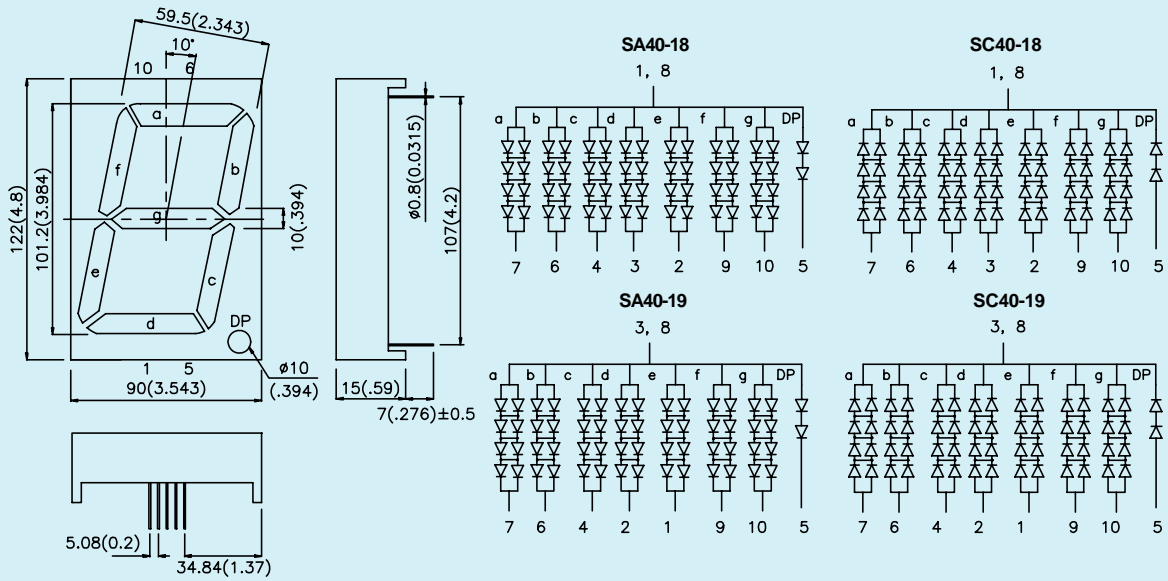 59.5(2.343)
10°
10 6
a
f
b
g
e
c
d
DP
122(4.8)
101.2(3.984)
10(.394)
1 5
ø10
(.394)
90(3.543)
ø0.8(0.0315)
107(4.2)
15(.59)
7(.276)±0.5
5.08(0.2)
34.84(1.37)
SA40-18
1, 8
a b c d e f g DP
7 6 4 3 2 9 10 5
SC40-18
1, 8
a b c d e f g DP
7 6 4 3 2 9 10 5
SA40-19
3, 8
a b c d e f g DP
7 6 4 2 1 9 10 5
SC40-19
3, 8
a b c d e f g DP
7 6 4 2 1 9 10 5